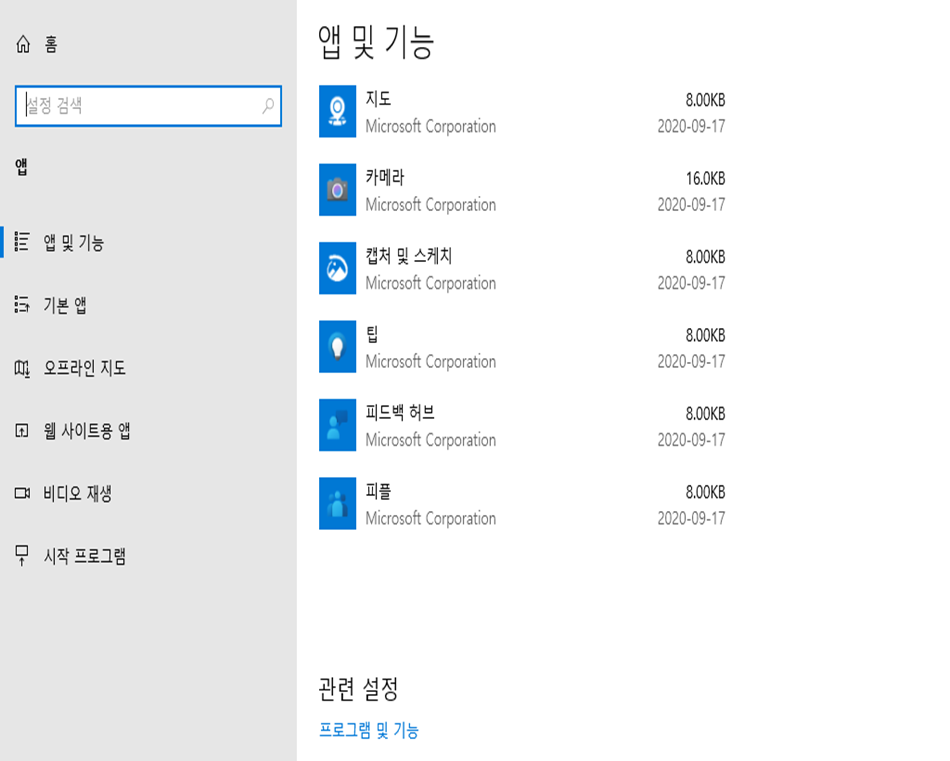 홈
설정 검색
앱
앱 및 기능
기본 앱
오프라인 지도
웹 사이트용 앱
비디오 재생
시작 프로그램
앱 및 기능
지도 8.00KB
Microsoft Corporation 2020-09-17
카메라 16.0KB
Microsoft Corporation 2020-09-17
캡처 및 스케치 8.00KB
Microsoft Corporation 2020-09-17
팁 8.00KB
Microsoft Corporation 2020-09-17
피드백 허브 8.00KB
Microsoft Corporation 2020-09-17
피플 8.00KB
Microsoft Corporation 2020-09-17
관련 설정
프로그램 및 기능